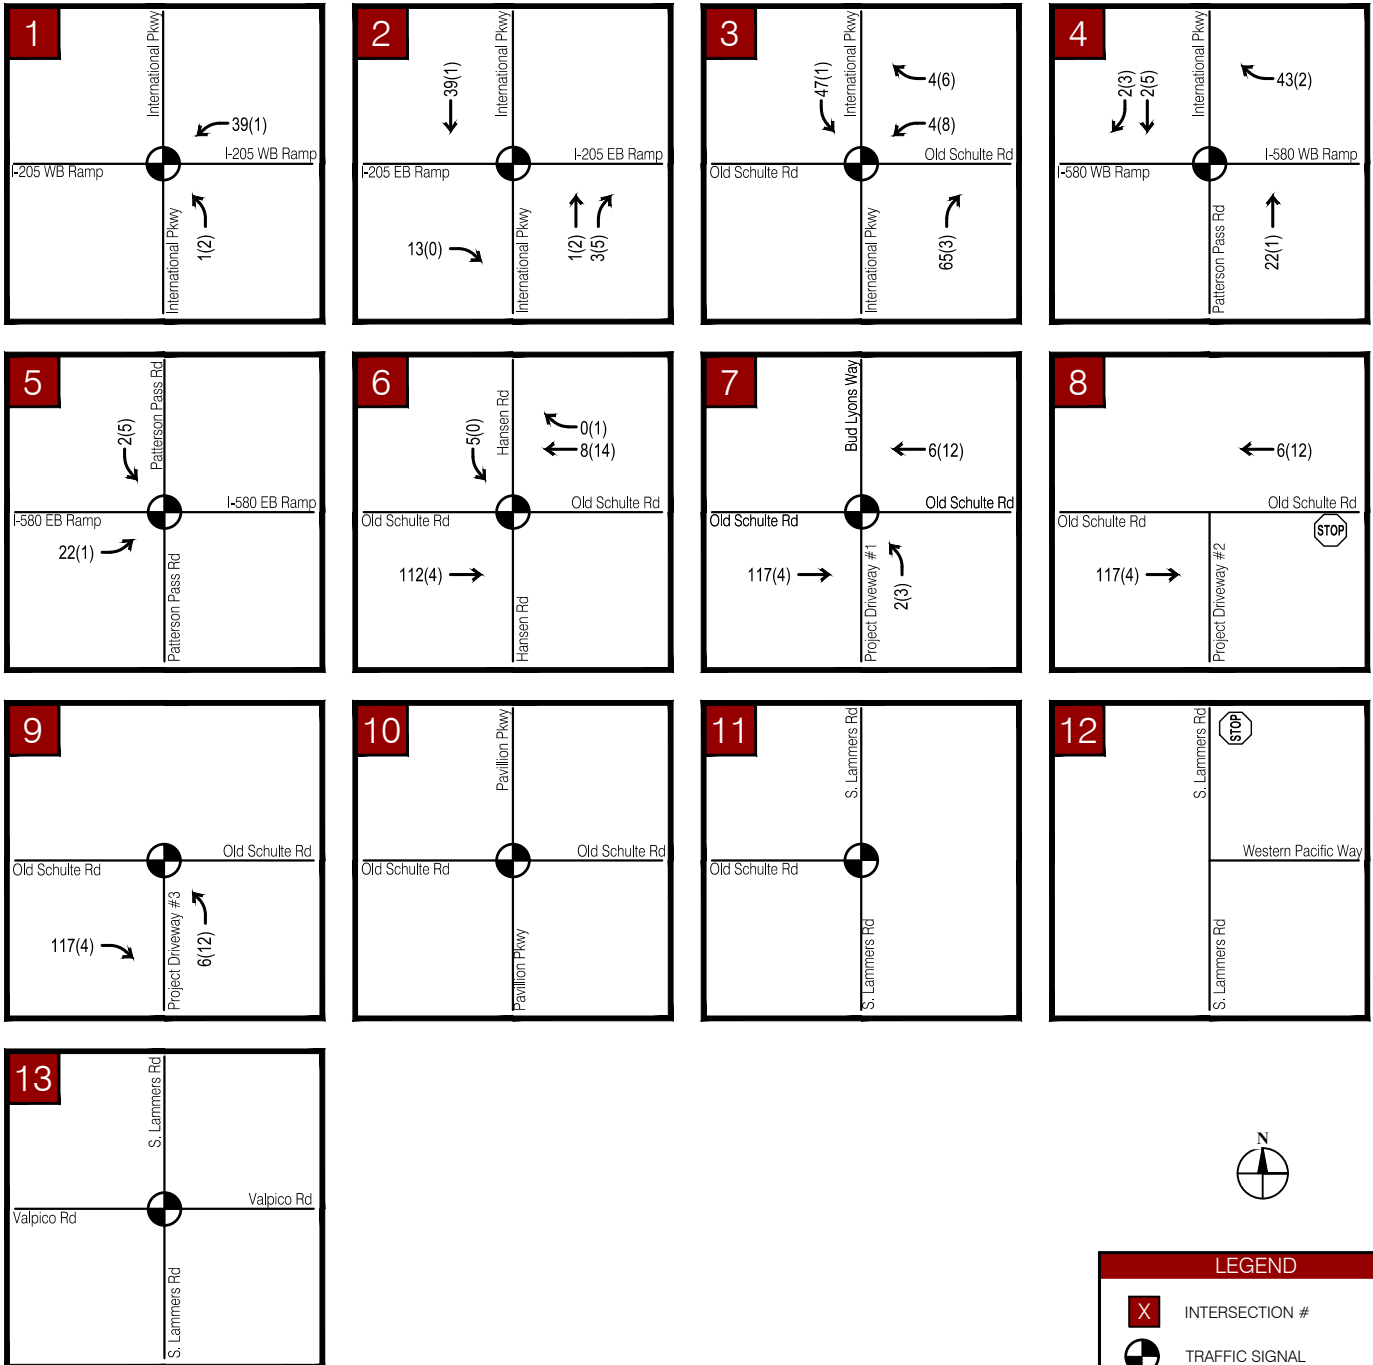 1
International Pkwy
39(1)
I-205 WB Ramp
I-205 WB Ramp
1(2)
International Pkwy
2
International Pkwy
39(1)
I-205 EB Ramp
I-205 EB Ramp
13(0)
International Pkwy
1(2)
3(5)
3
International Pkwy
47(1)
4(6)
4(8)
Old Schulte Rd
Old Schulte Rd
International Pkwy
65(3)
4
2(3)
2(5)
International Pkwy
43(2)
I-580 WB Ramp
I-580 WB Ramp
Patterson Pass Rd
22(1)
5
2(5)
Patterson Pass Rd
I-580 EB Ramp
I-580 EB Ramp
22(1)
Patterson Pass Rd
6
5(0)
Hansen Rd
0(1)
8(14)
Old Schulte Rd
Old Schulte Rd
112(4)
Hansen Rd
7
Bud Lyons Way
6(12)
Old Schulte Rd
Old Schulte Rd
117(4)
Project Driveway #1
2(3)
8
6(12)
Old Schulte Rd
Old Schulte Rd
STOP
117(4)
Project Driveway #2
9
Old Schulte Rd
Old Schulte Rd
117(4)
Project Driveway #3
6(12)
10
Pavillion Pkwy
Old Schulte Rd
Old Schulte Rd
Pavillion Pkwy
11
S. Lammers Rd
Old Schulte Rd
S. Lammers Rd
12
S. Lammers Rd
STOP
Western Pacific Way
S. Lammers Rd
13
S. Lammers Rd
Valpico Rd
Valpico Rd
S. Lammers Rd
N
LEGEND
X INTERSECTION #
TRAFFIC SIGNAL